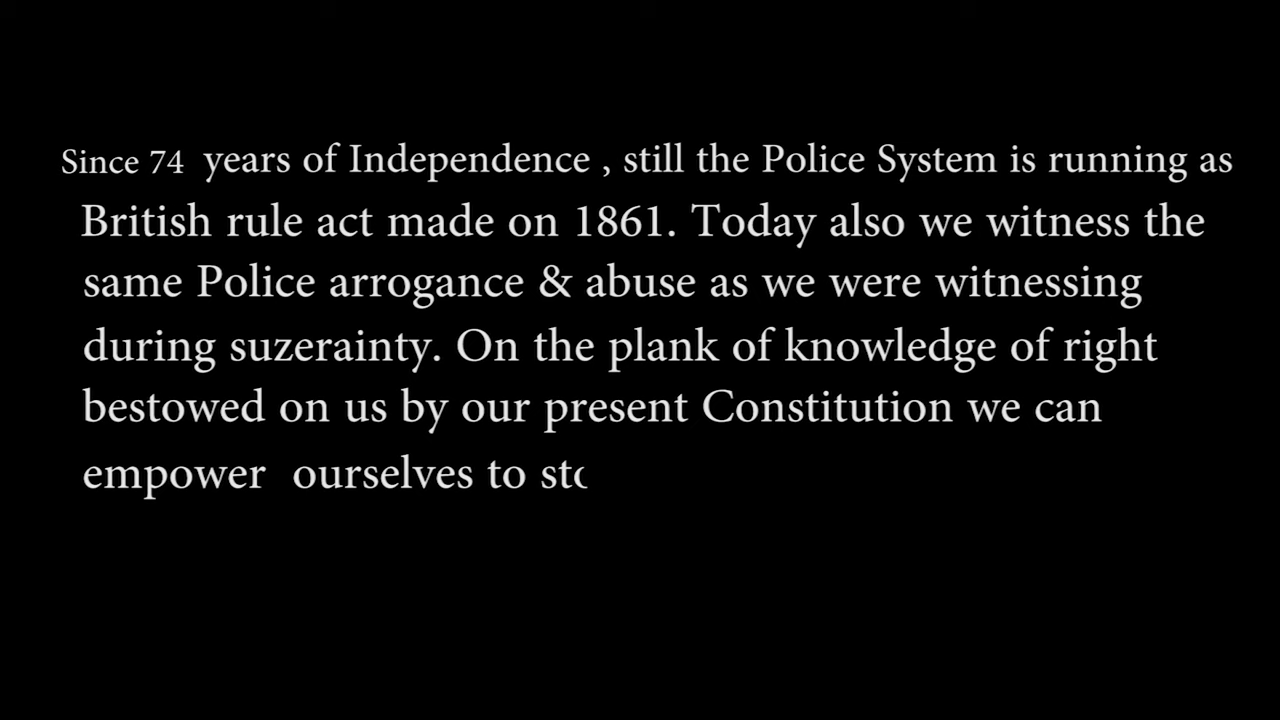 Since 74 years of Independence , still the Police System is running as
British rule act made on 1861. Today also we witness the
same Police arrogance & abuse as we were witnessing
during suzerainty. On the plank of knowledge of right
bestowed on us by our present Constitution we can
empower ourselves to